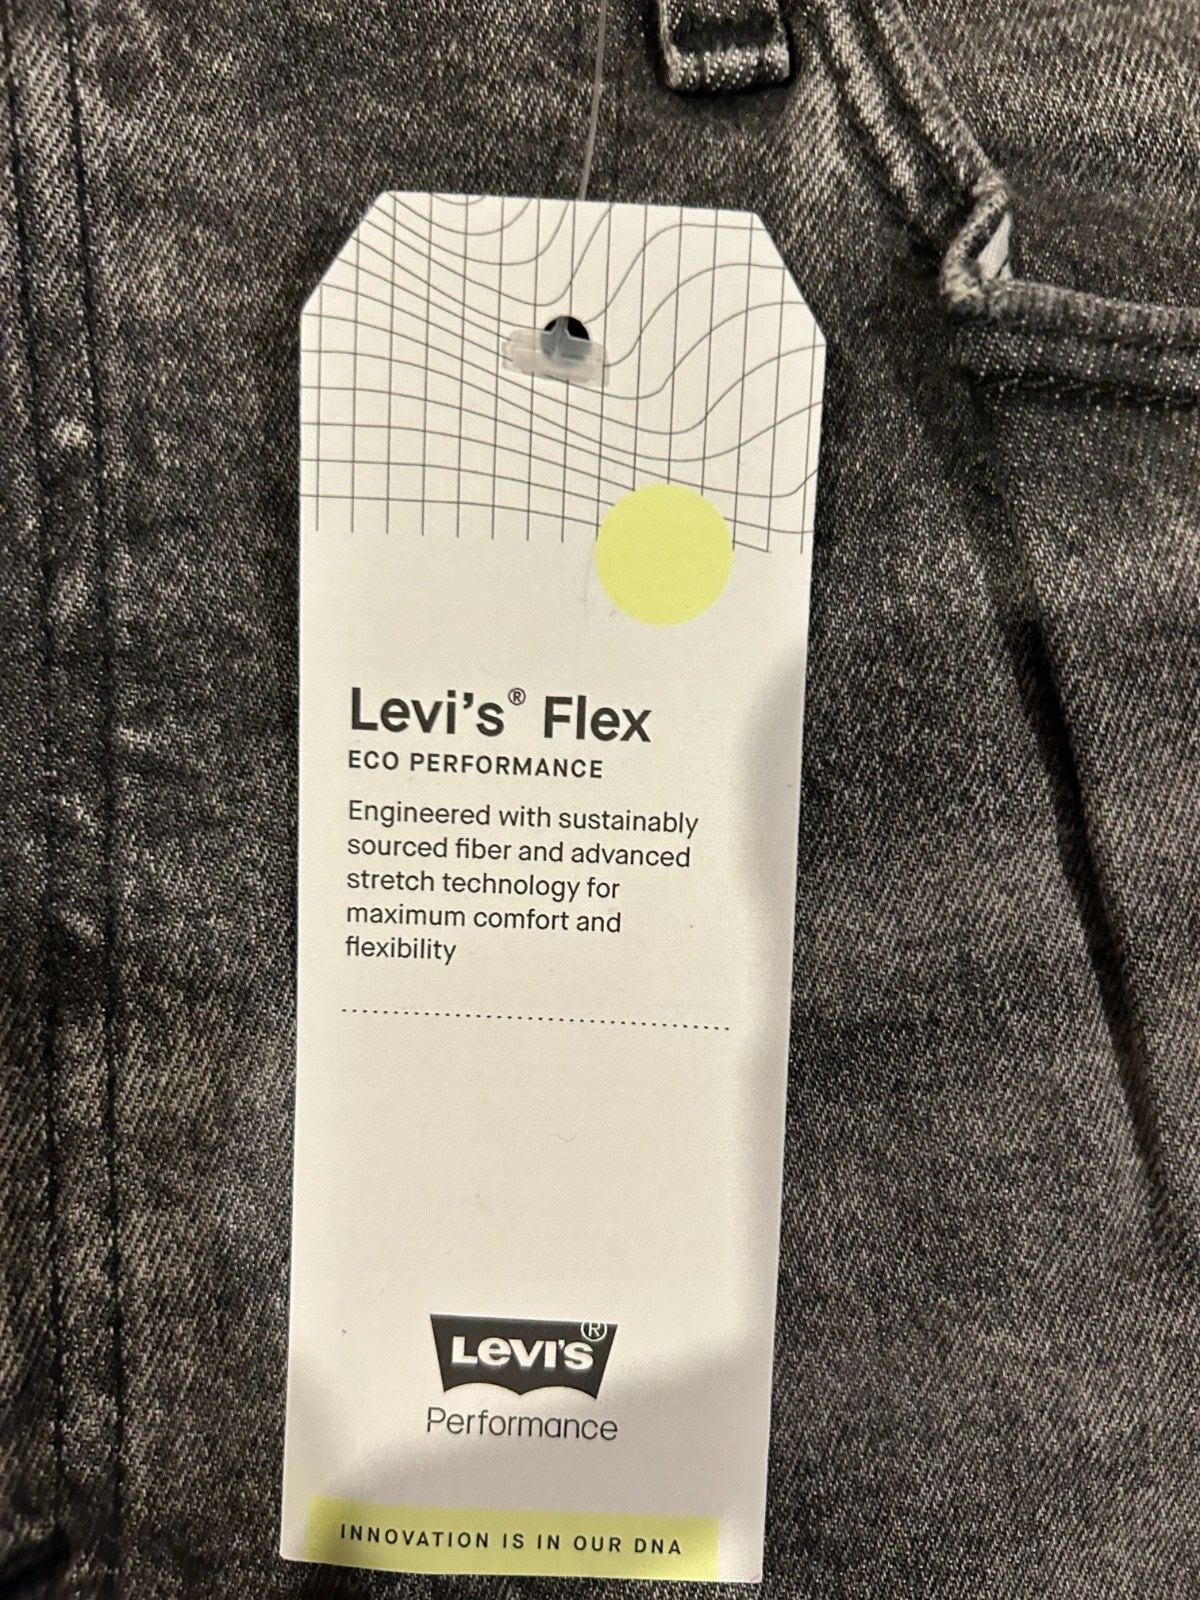 Levi's® Flex
ECO PERFORMANCE
Engineered with sustainably
sourced fiber and advanced
stretch technology for
maximum comfort and
flexibility
LEVI'S®
Performance
INNOVATION IS IN OUR DNA